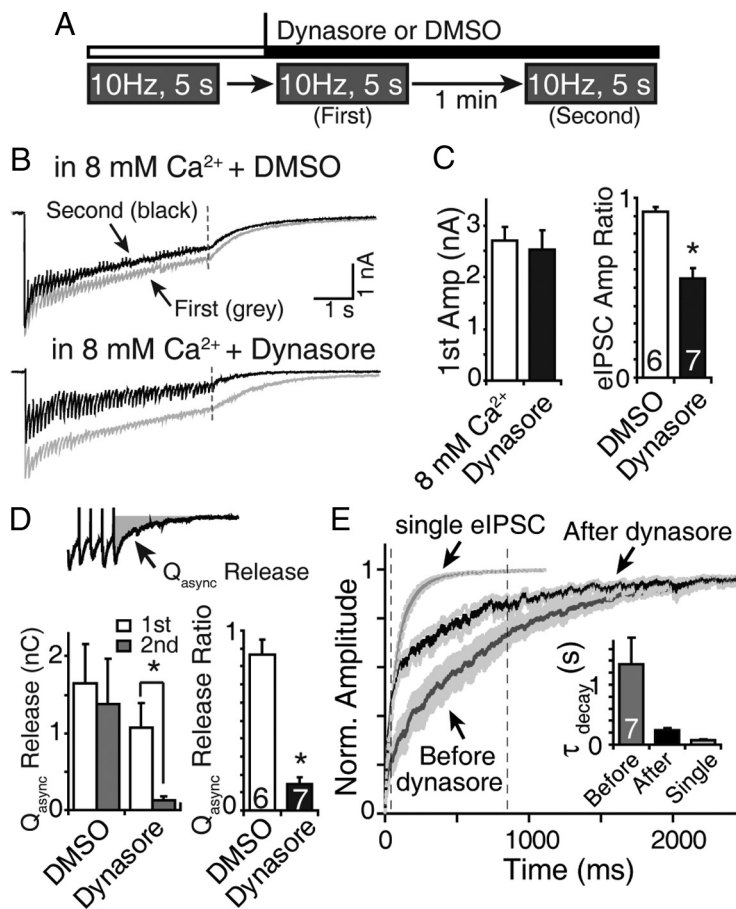 A
Dynasore or DMSO
10Hz, 5 s
10Hz, 5 s
10Hz, 5 s
(First)
1 min
(Second)
B
in 8 mM Ca²⁺ + DMSO
Second (black)
First (grey)
1 nA
1 s
in 8 mM Ca²⁺ + Dynasore
C
1st Amp (nA)
3
2
1
0
8 mM Ca²⁺
Dynasore
eIPSC Amp Ratio
1
0
*
6
7
DMSO
Dynasore
D
Qasync Release
Qasync Release (nC)
2
1
0
1st
2nd
*
DMSO
Dynasore
Qasync Release Ratio
1
0
*
6
7
DMSO
Dynasore
E
single eIPSC
After dynasore
Before
dynasore
Norm. Amplitude
1
0
0
1000
2000
Time (ms)
τ decay (s)
1
0
7
Before
After
Single